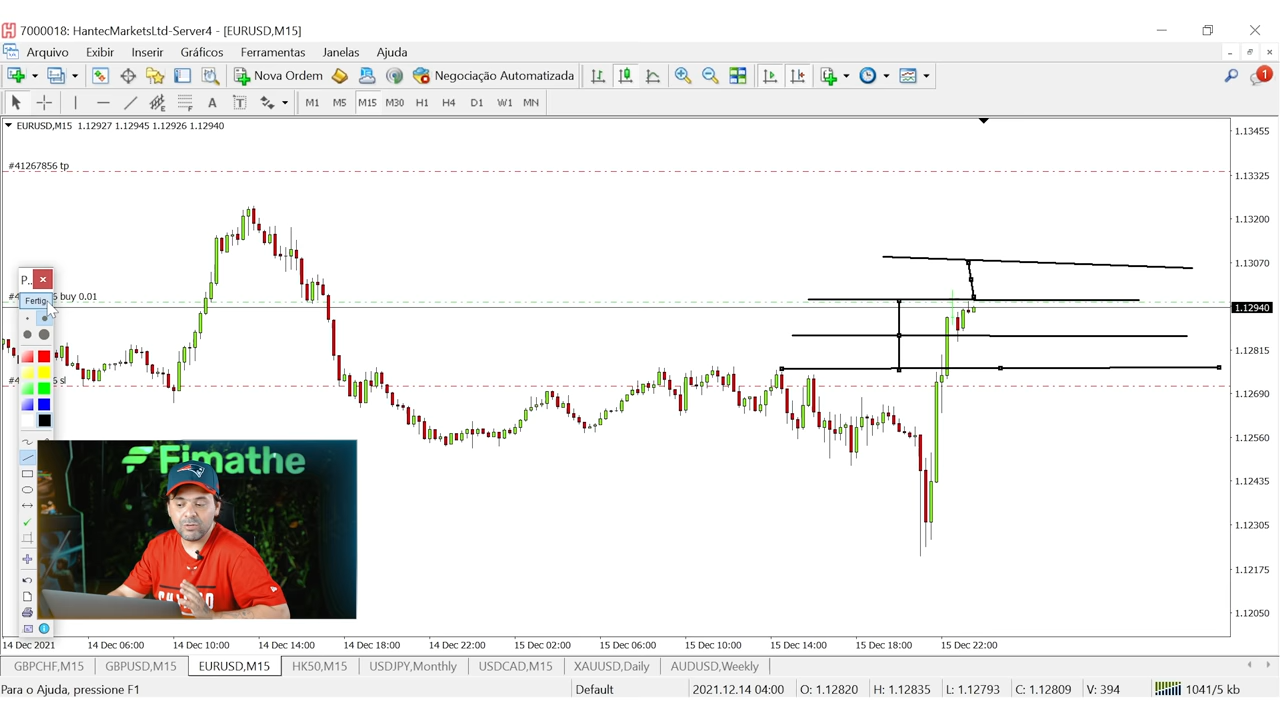 7000018: HantecMarketsLtd-Server4 - [EURUSD,M15]
Arquivo Exibir Inserir Gráficos Ferramentas Janelas Ajuda
Nova Ordem Negociação Automatizada 1
A T M1 M5 M15 M30 H1 H4 D1 W1 MN
EURUSD,M15 1.12927 1.12945 1.12926 1.12940
1.13455
#41267856 tp
1.13325
1.13200
1.13070
P...
buy 0.01
Fertig
1.12940
1.12815
sl
1.12690
1.12560
Fimathe
1.12435
1.12305
1.12175
1.12050
14 Dec 2021 14 Dec 06:00 14 Dec 10:00 14 Dec 14:00 14 Dec 18:00 14 Dec 22:00 15 Dec 02:00 15 Dec 06:00 15 Dec 10:00 15 Dec 14:00 15 Dec 18:00 15 Dec 22:00
GBPCHF,M15 GBPUSD,M15 EURUSD,M15 HK50,M15 USDJPY,Monthly USDCAD,M15 XAUUSD,Daily AUDUSD,Weekly
Para o Ajuda, pressione F1 Default 2021.12.14 04:00 O: 1.12820 H: 1.12835 L: 1.12793 C: 1.12809 V: 394 1041/5 kb